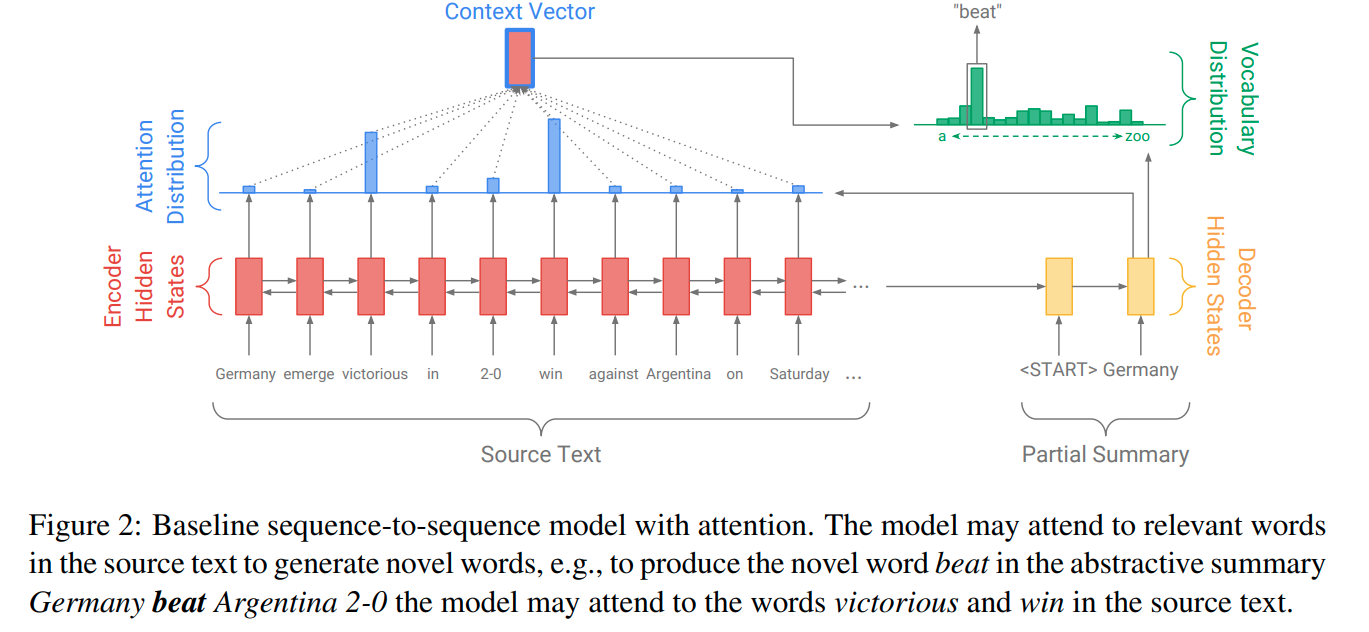 Context Vector
"beat"
Attention
Distribution
Vocabulary
Distribution
a
zoo
Encoder
Hidden
States
...
Decoder
Hidden States
Germany emerge victorious in 2-0 win against Argentina on Saturday ...
<START> Germany
Source Text
Partial Summary
Figure 2: Baseline sequence-to-sequence model with attention. The model may attend to relevant words
in the source text to generate novel words, e.g., to produce the novel word beat in the abstractive summary
Germany beat Argentina 2-0 the model may attend to the words victorious and win in the source text.